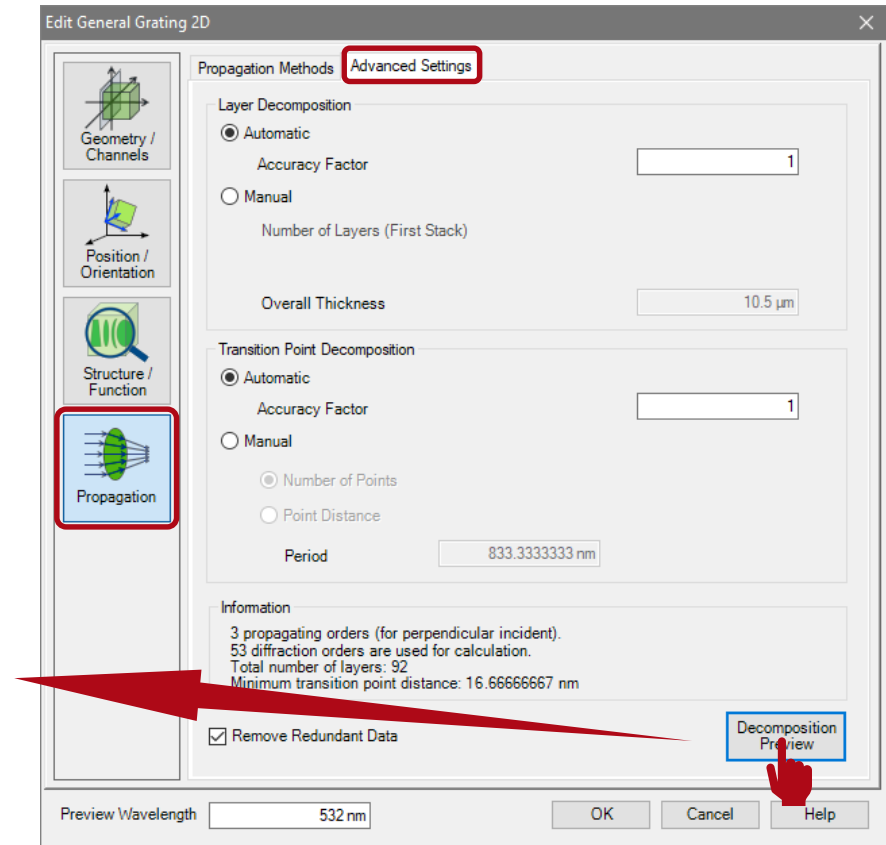 Edit General Grating 2D
Geometry /
Channels
Position /
Orientation
Structure /
Function
Propagation
Propagation Methods
Advanced Settings
Layer Decomposition
Automatic
Accuracy Factor 1
Manual
Number of Layers (First Stack)
Overall Thickness 10.5 µm
Transition Point Decomposition
Automatic
Accuracy Factor 1
Manual
Number of Points
Point Distance
Period 833.3333333 nm
Information
3 propagating orders (for perpendicular incident).
53 diffraction orders are used for calculation.
Total number of layers: 92
Minimum transition point distance: 16.66666667 nm
Remove Redundant Data
Decomposition
Preview
Preview Wavelength 532 nm
OK
Cancel
Help